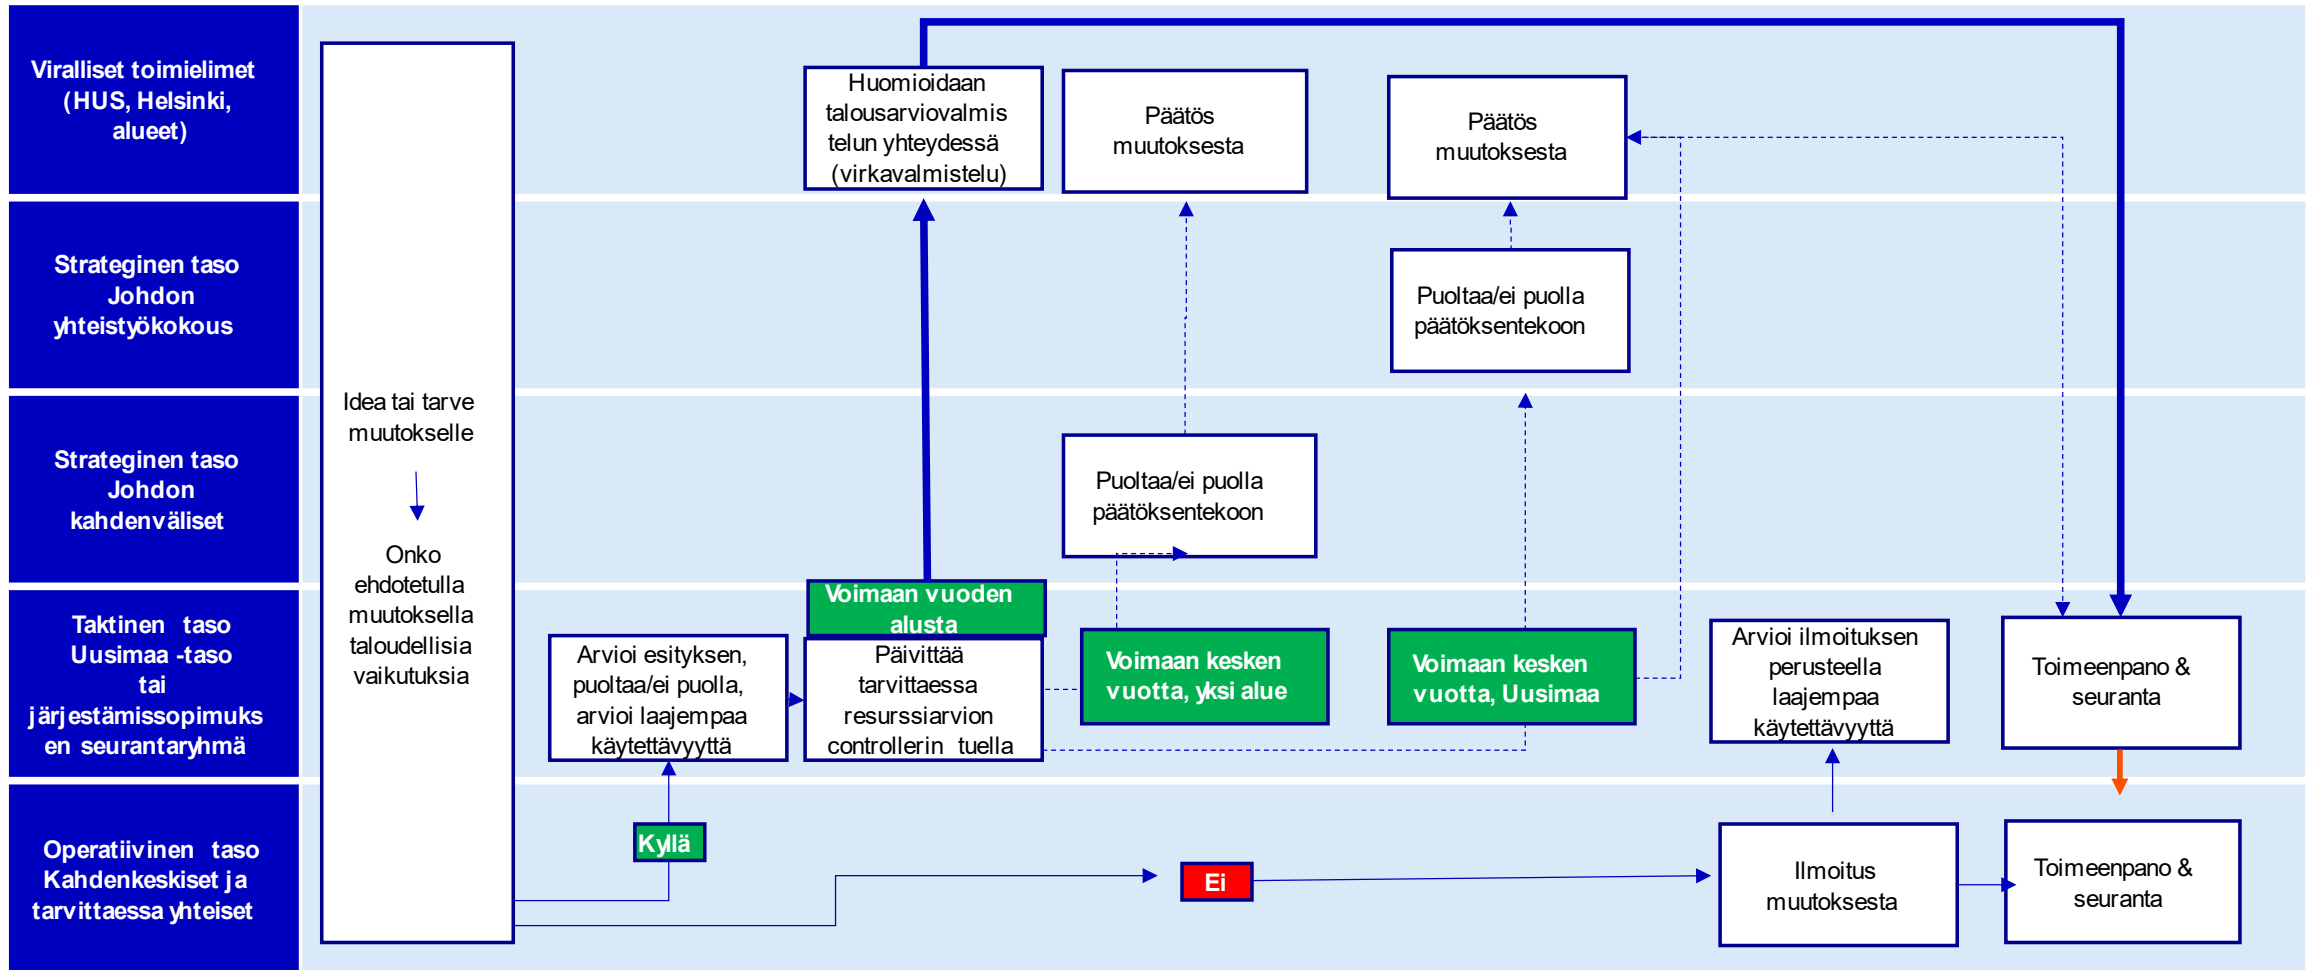 Viralliset toimielimet
(HUS, Helsinki,
alueet)
Strateginen taso
Johdon
yhteistyökokous
Strateginen taso
Johdon
kahdenväliset
Taktinen taso
Uusimaa -taso
tai
järjestämissopimuks
en seurantaryhmä
Operatiivinen taso
Kahdenkeskiset ja
tarvittaessa yhteiset
Idea tai tarve
muutokselle
Onko
ehdotetulla
muutoksella
taloudellisia
vaikutuksia
Kyllä
Ei
Arvioi esityksen,
puoltaa/ei puolla,
arvioi laajempaa
käytettävyyttä
Voimaan vuoden
alusta
Päivittää
tarvittaessa
resurssiarvion
controllerin tuella
Huomioidaan
talousarviovalmis
telun yhteydessä
(virkavalmistelu)
Päätös
muutoksesta
Puoltaa/ei puolla
päätöksentekoon
Voimaan kesken
vuotta, yksi alue
Päätös
muutoksesta
Puoltaa/ei puolla
päätöksentekoon
Voimaan kesken
vuotta, Uusimaa
Arvioi ilmoituksen
perusteella
laajempaa
käytettävyyttä
Ilmoitus
muutoksesta
Toimeenpano &
seuranta
Toimeenpano &
seuranta